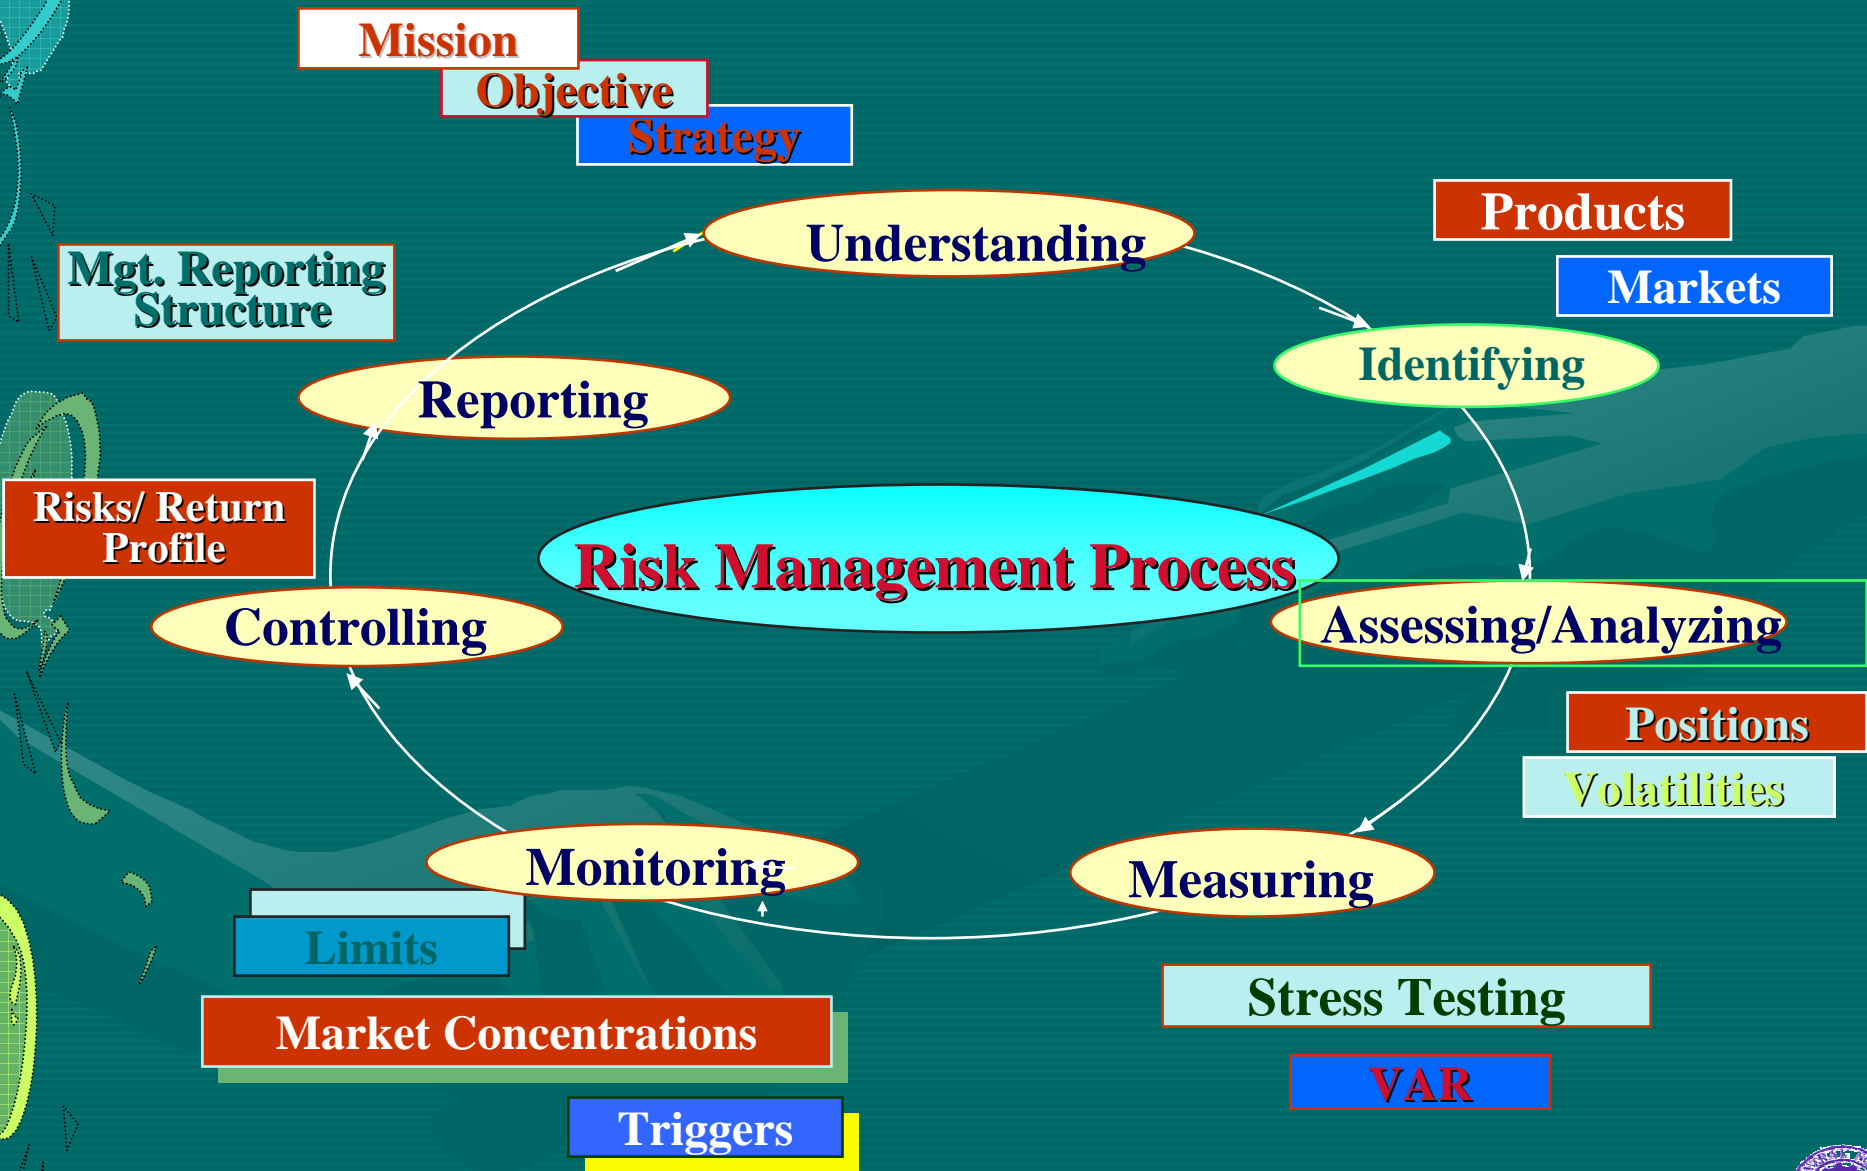 Mission
Objective
Strategy
Understanding
Products
Markets
Identifying
Mgt. Reporting
Structure
Reporting
Risks/ Return
Profile
Risk Management Process
Controlling
Assessing/Analyzing
Positions
Volatilities
Monitoring
Measuring
Limits
Stress Testing
Market Concentrations
VAR
Triggers